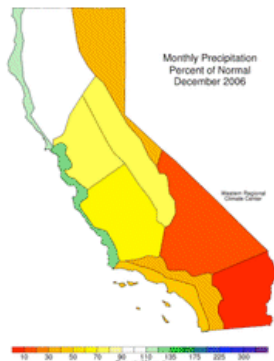 Monthly Precipitation
Percent of Normal
December 2006
Western Regional
Climate Center
10 30 50 70 90 110 135 175 225 300